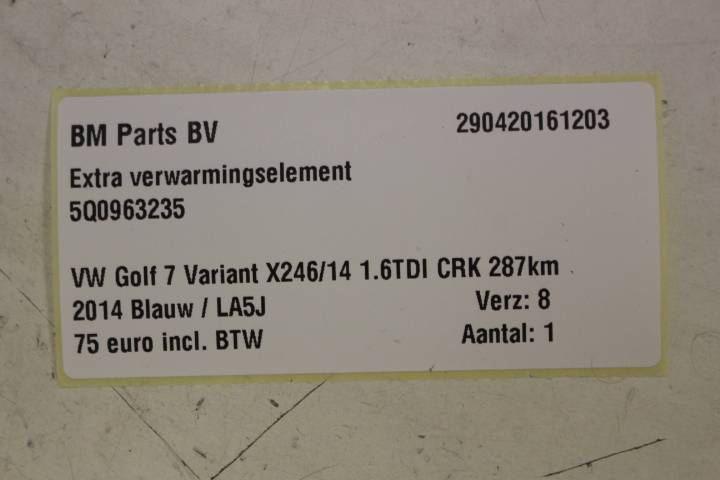 BM Parts BV 290420161203
Extra verwarmingselement
5Q0963235
VW Golf 7 Variant X246/14 1.6TDI CRK 287km
2014 Blauw / LA5J Verz: 8
75 euro incl. BTW Aantal: 1